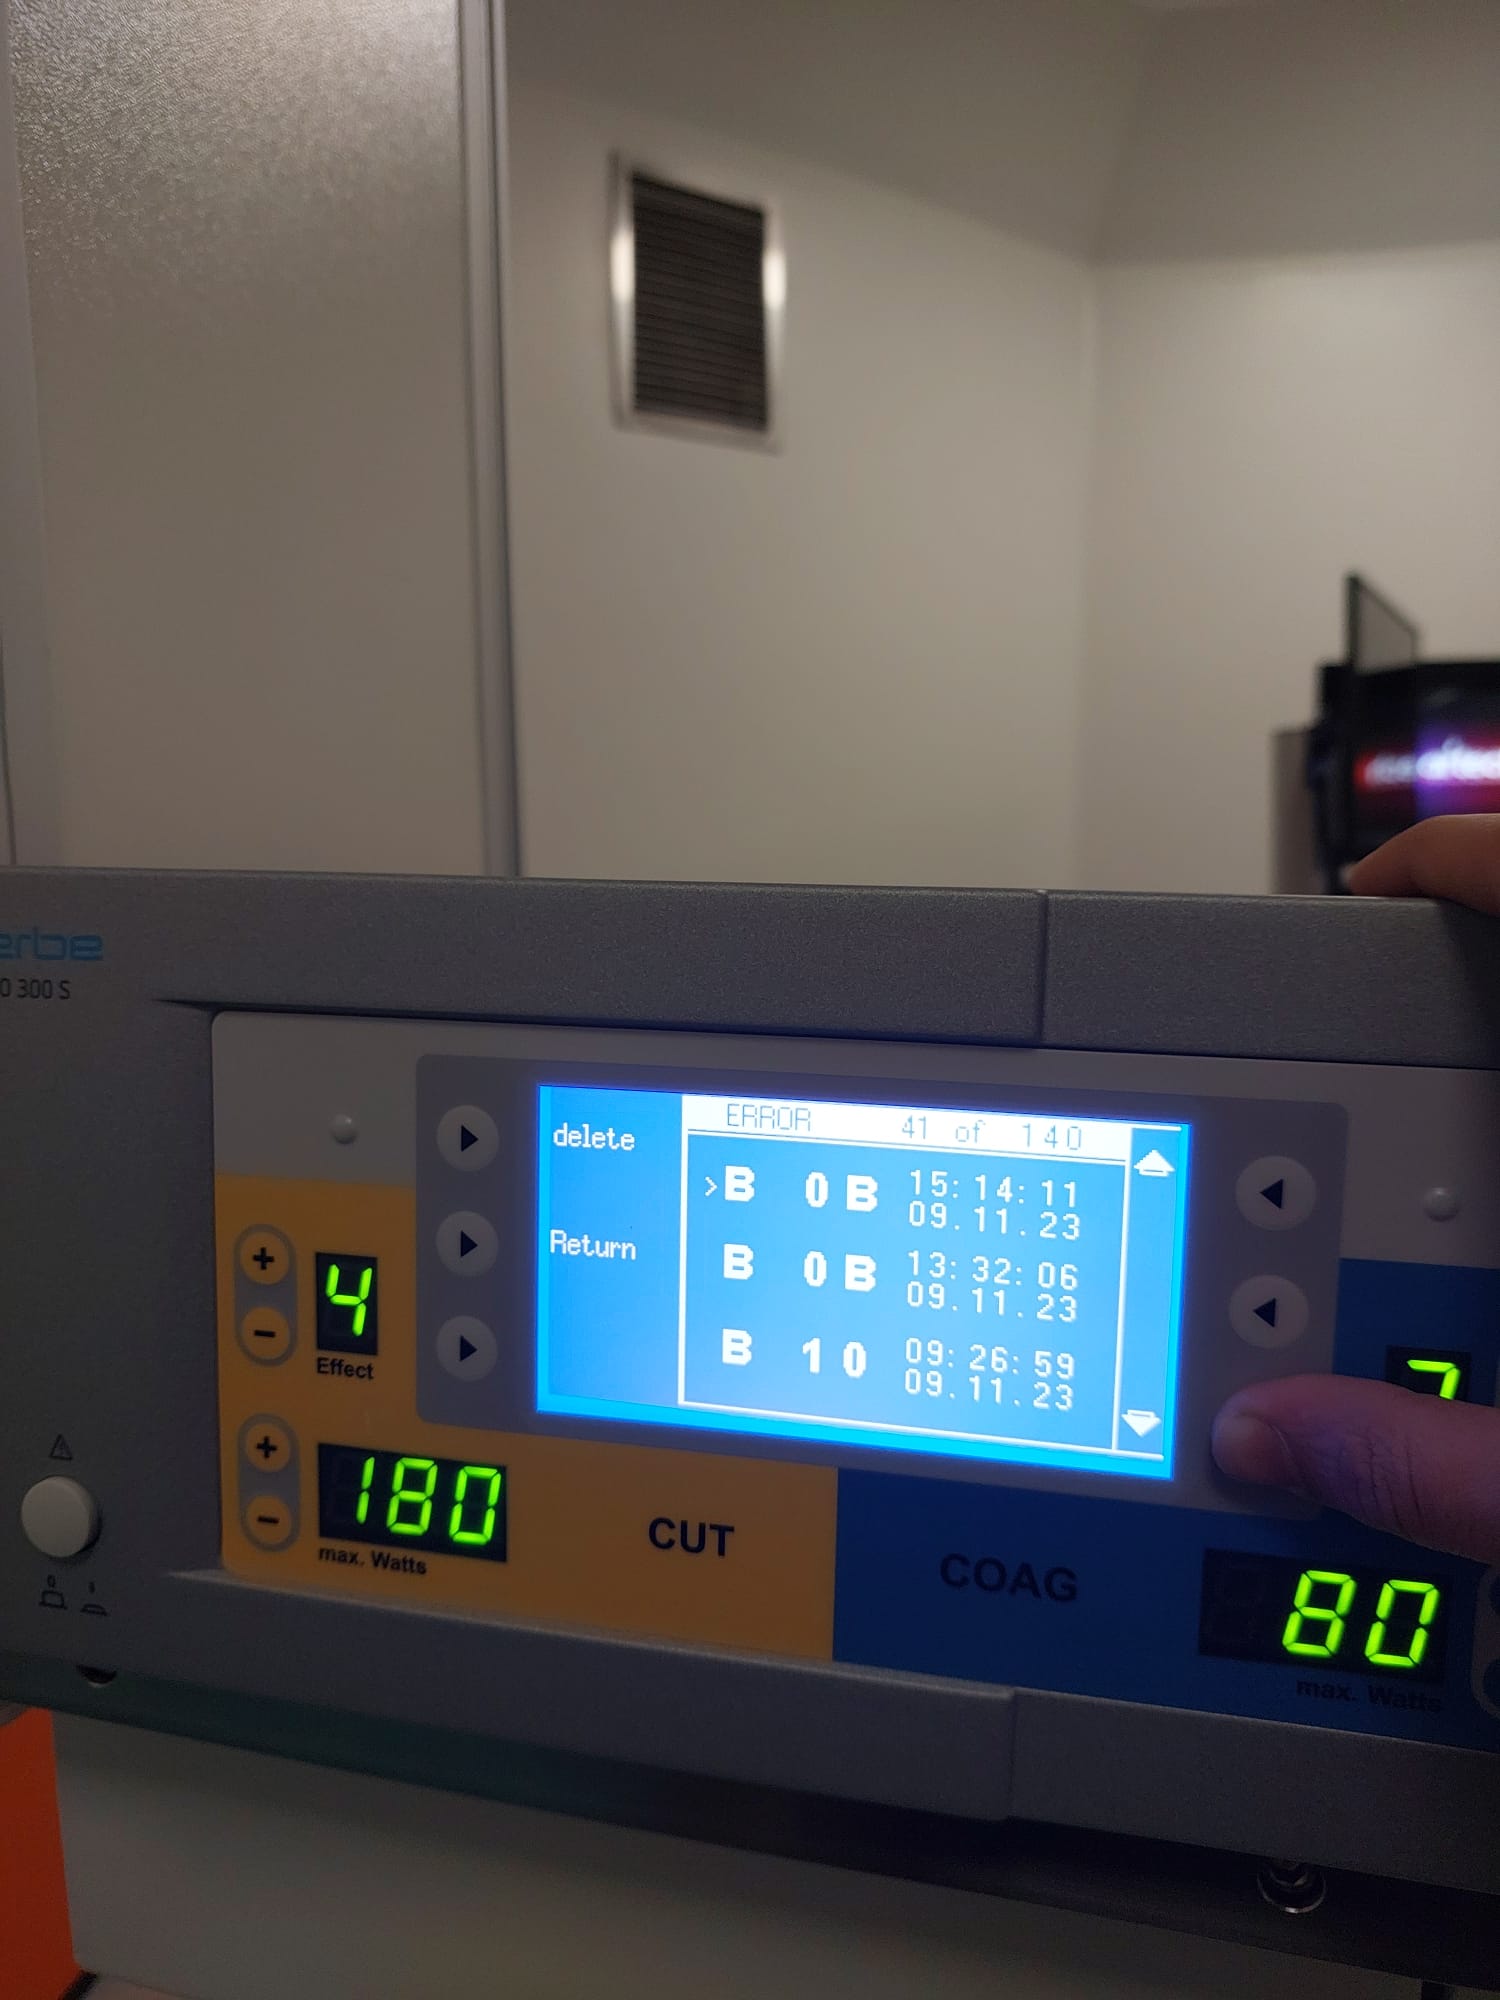 erbe
0 300 S
delete
Return
ERROR 41 of 140
>B 0B 15:14:11
09.11.23
B 0B 13:32:06
09.11.23
B 10 09:26:59
09.11.23
+
4
−
Effect
+
180
−
max. Watts
CUT
COAG
7
80
max. Watts